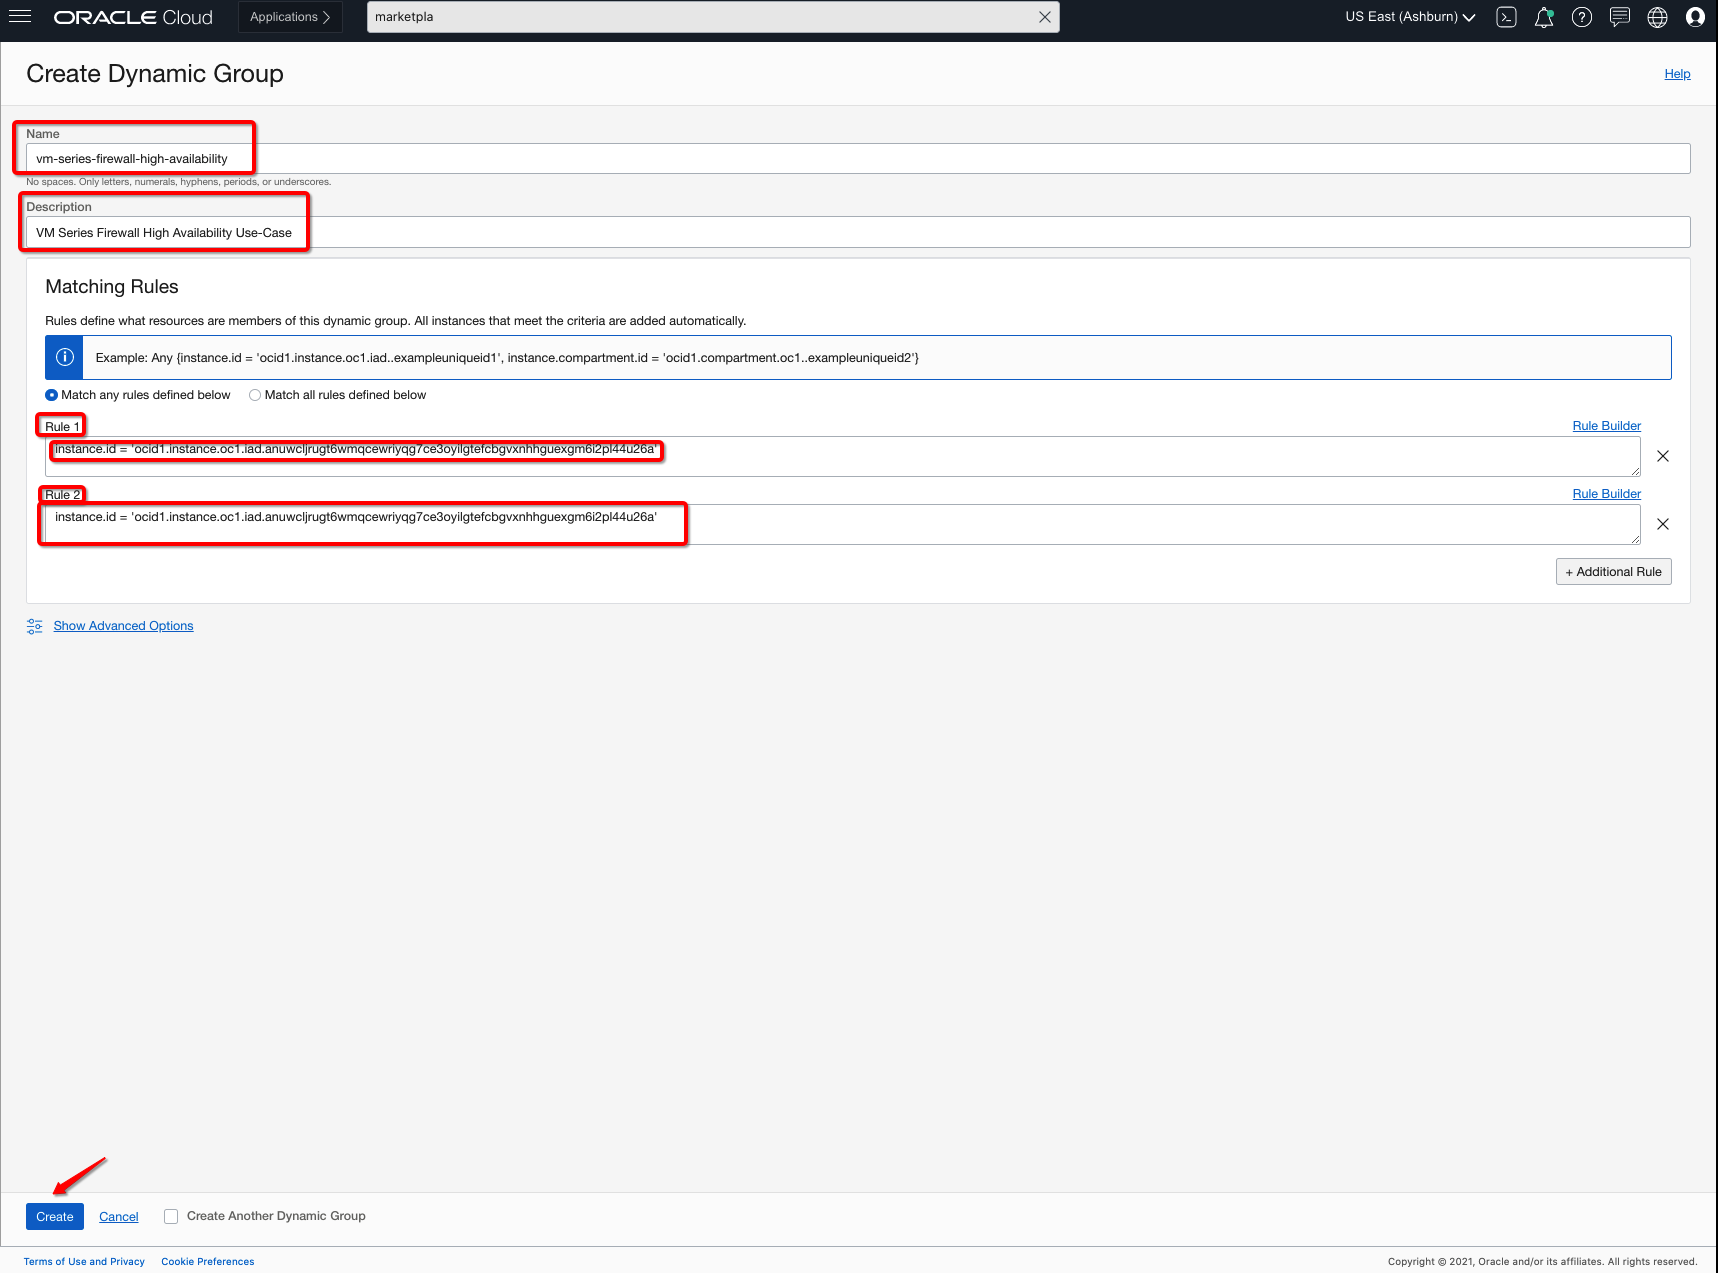 ORACLE Cloud
Applications
marketpla
US East (Ashburn)
Create Dynamic Group
Help
Name
vm-series-firewall-high-availability
No spaces. Only letters, numerals, hyphens, periods, or underscores.
Description
VM Series Firewall High Availability Use-Case
Matching Rules
Rules define what resources are members of this dynamic group. All instances that meet the criteria are added automatically.
Example: Any {instance.id = 'ocid1.instance.oc1.iad..exampleuniqueid1', instance.compartment.id = 'ocid1.compartment.oc1..exampleuniqueid2'}
Match any rules defined below Match all rules defined below
Rule 1
Rule Builder
instance.id = 'ocid1.instance.oc1.iad.anuwcljrugt6wmqcewriyqg7ce3oyilgtefcbgvxnhhguexgm6i2pl44u26a'
Rule 2
Rule Builder
instance.id = 'ocid1.instance.oc1.iad.anuwcljrugt6wmqcewriyqg7ce3oyilgtefcbgvxnhhguexgm6i2pl44u26a'
+ Additional Rule
Show Advanced Options
Create Cancel Create Another Dynamic Group
Terms of Use and Privacy Cookie Preferences
Copyright © 2021, Oracle and/or its affiliates. All rights reserved.